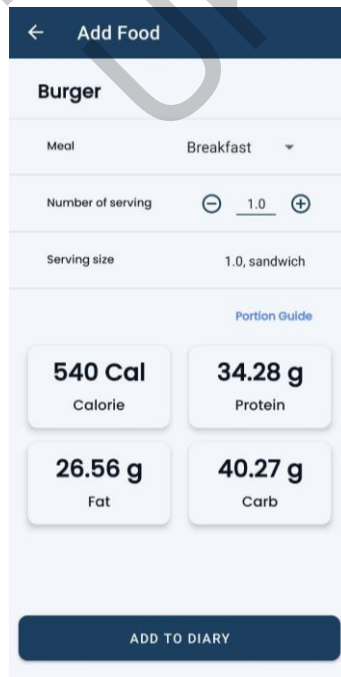 Add Food
Burger
Meal Breakfast
Number of serving 1.0
Serving size 1.0, sandwich
Portion Guide
540 Cal 34.28 g
Calorie Protein
26.56 g 40.27 g
Fat Carb
ADD TO DIARY